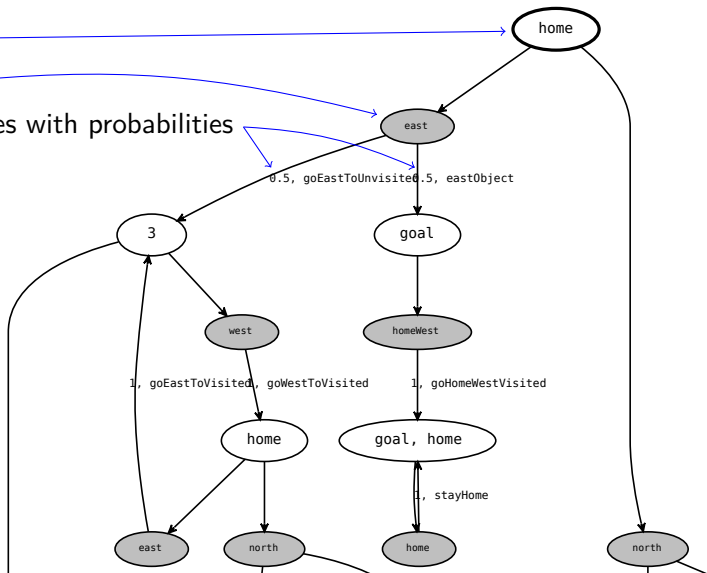 home
es with probabilities
east
0.5, goEastToUnvisited
0.5, eastObject
3
goal
west
homeWest
1, goEastToVisited
1, goWestToVisited
1, goHomeWestVisited
home
goal, home
1, stayHome
east
north
home
north